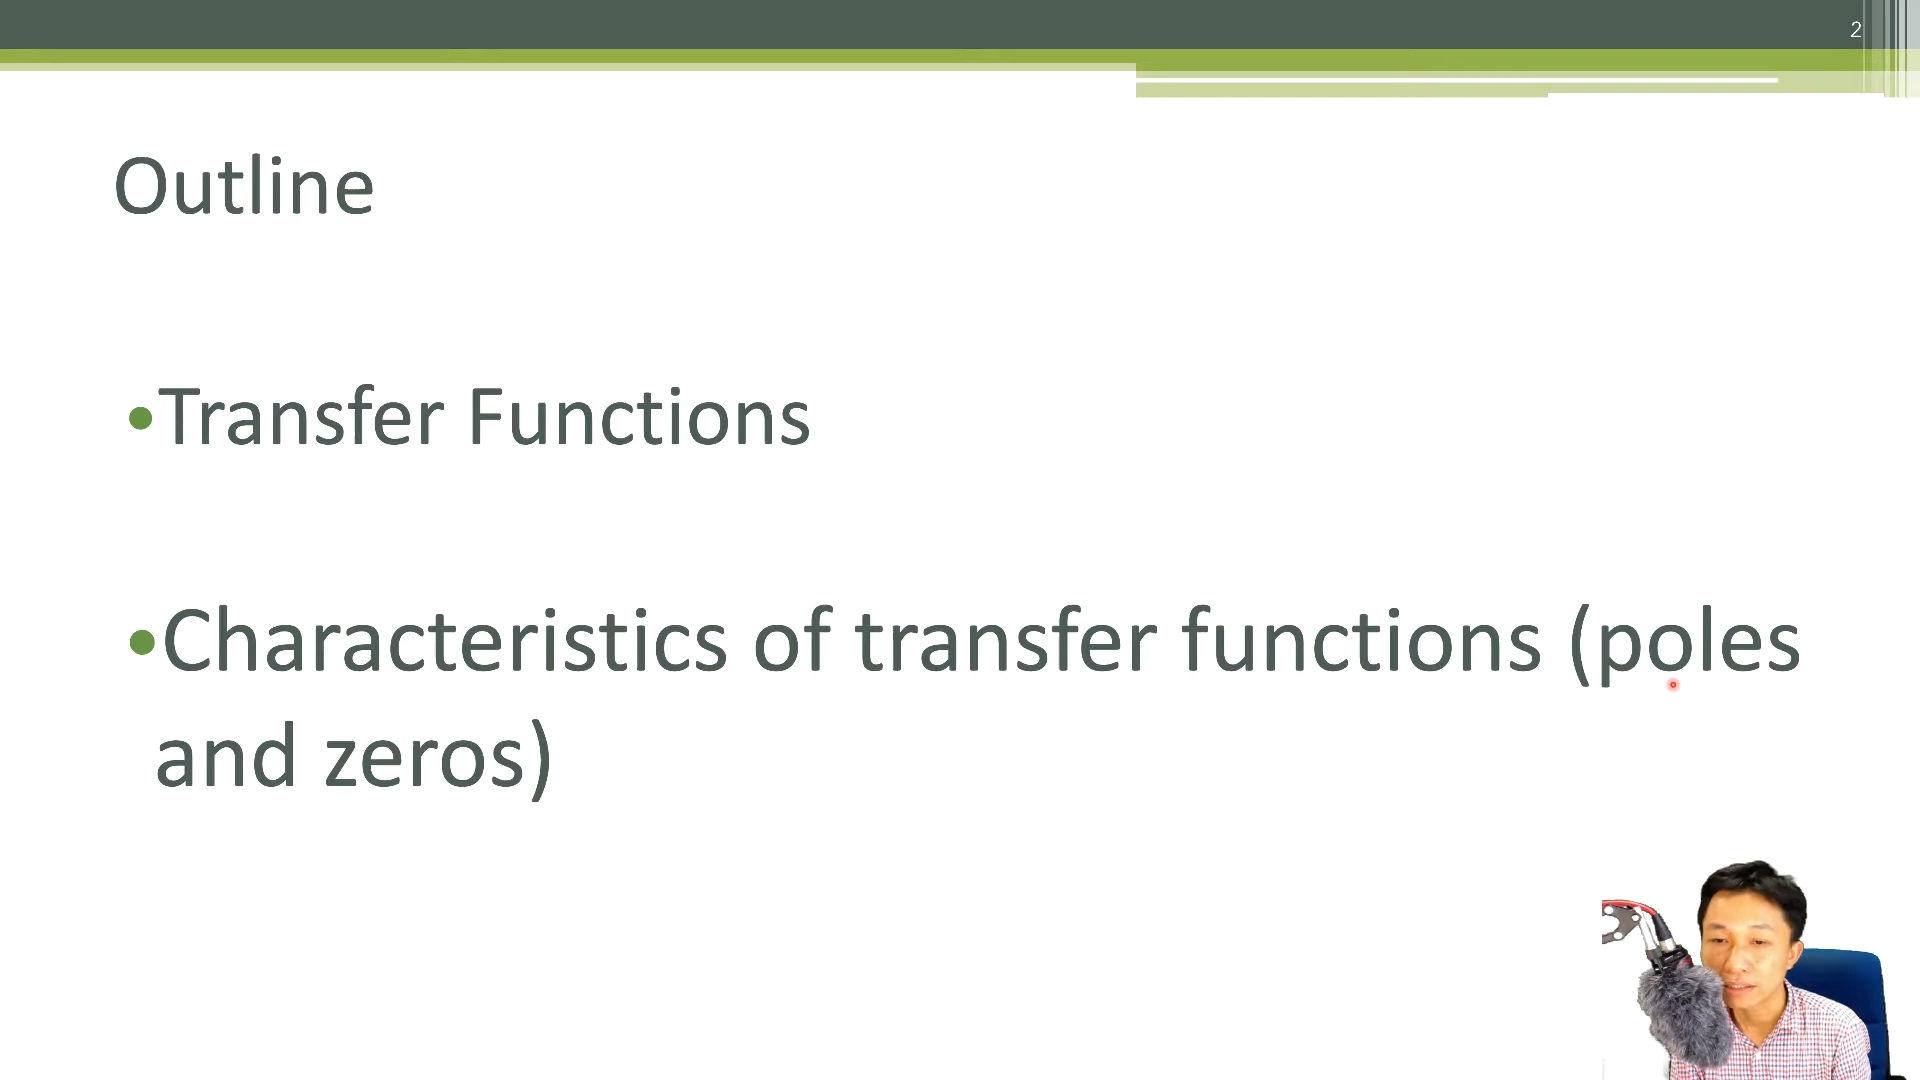 2
Outline
•Transfer Functions
•Characteristics of transfer functions (poles
and zeros)